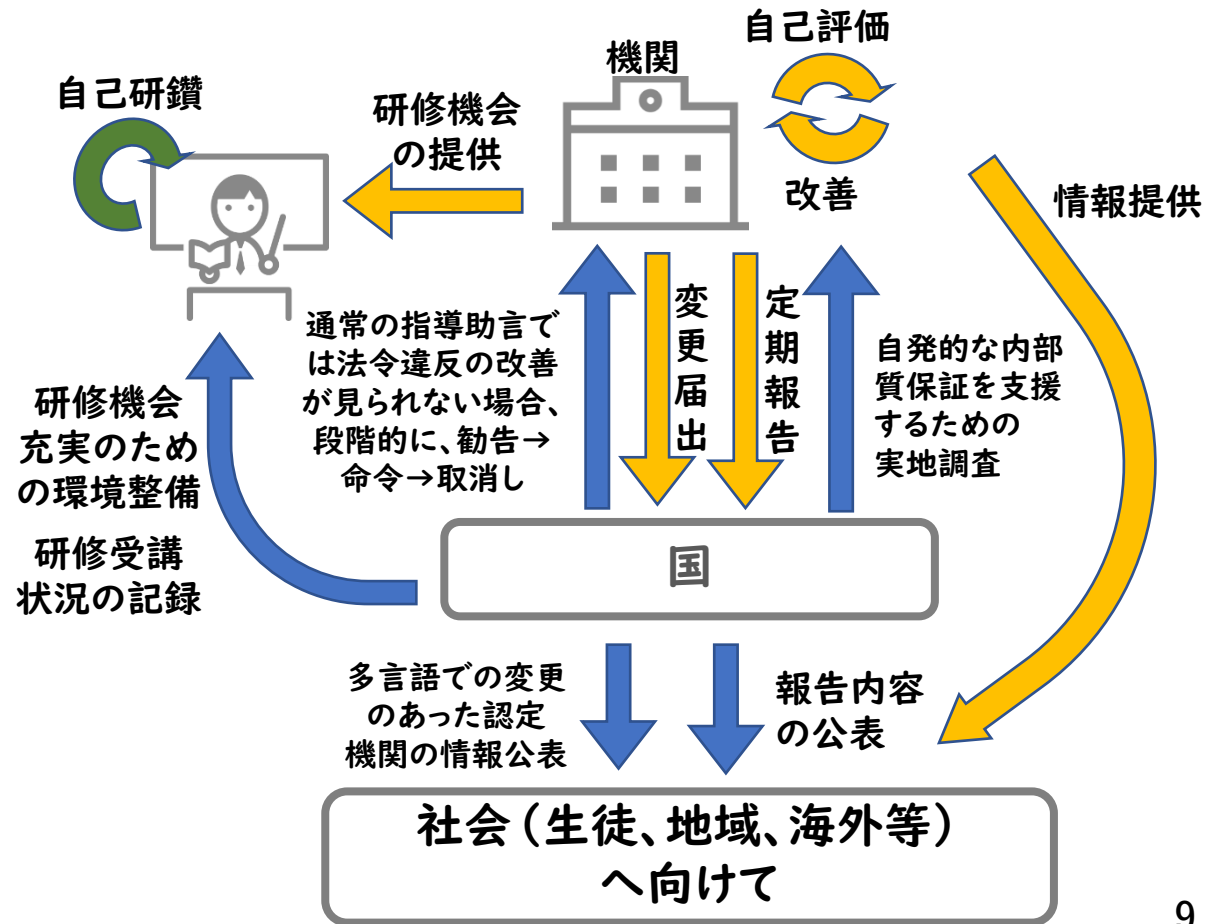 自己評価
機関
自己研鑽
研修機会
の提供
改善
情報提供
変更届出
定期報告
通常の指導助言で
は法令違反の改善
が見られない場合、
段階的に、勧告→
命令→取消し
自発的な内部
質保証を支援
するための
実地調査
研修機会
充実のため
の環境整備
研修受講
状況の記録
国
多言語での変更
のあった認定
機関の情報公表
報告内容
の公表
社会(生徒、地域、海外等)
へ向けて
9